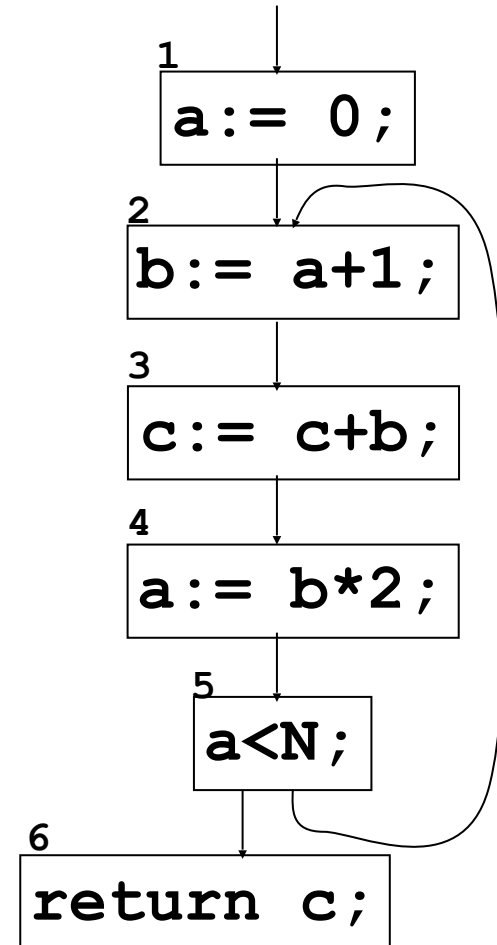 1
a:= 0;
2
b:= a+1;
3
c:= c+b;
4
a:= b*2;
5
a<N;
6
return c;